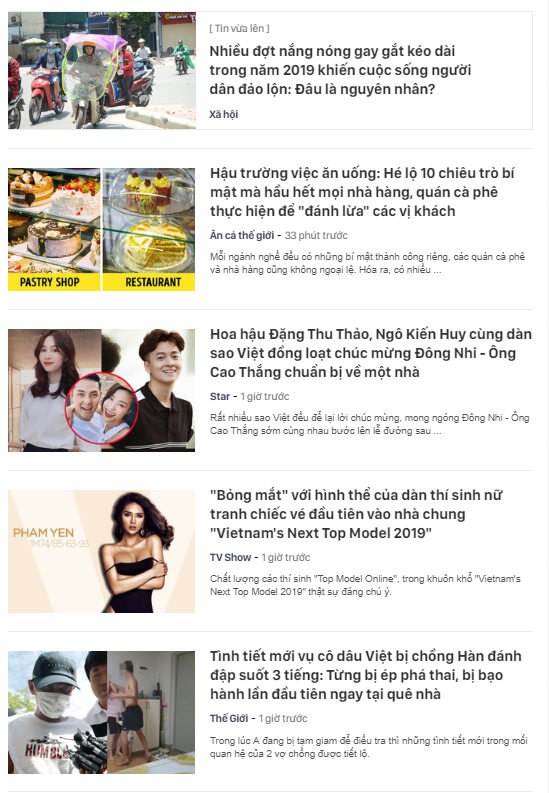 [ Tin vừa lên ]
Nhiều đợt nắng nóng gay gắt kéo dài
trong năm 2019 khiến cuộc sống người
dân đảo lộn: Đâu là nguyên nhân?
Xã hội
Hậu trường việc ăn uống: Hé lộ 10 chiêu trò bí
mật mà hầu hết mọi nhà hàng, quán cà phê
thực hiện để "đánh lừa" các vị khách
Ăn cả thế giới - 33 phút trước
Mỗi ngành nghề đều có những bí mật thành công riêng, các quán cà phê
và nhà hàng cũng không ngoại lệ. Hóa ra, có nhiều ...
PASTRY SHOP
RESTAURANT
Hoa hậu Đặng Thu Thảo, Ngô Kiến Huy cùng dàn
sao Việt đồng loạt chúc mừng Đông Nhi - Ông
Cao Thắng chuẩn bị về một nhà
Star - 1 giờ trước
Rất nhiều sao Việt đều để lại lời chúc mừng, mong ngóng Đông Nhi - Ông
Cao Thắng sớm cùng nhau bước lên lễ đường sau ...
"Bỏng mắt" với hình thể của dàn thí sinh nữ
tranh chiếc vé đầu tiên vào nhà chung
"Vietnam's Next Top Model 2019"
TV Show - 1 giờ trước
Chất lượng các thí sinh "Top Model Online", trong khuôn khổ "Vietnam's
Next Top Model 2019" thật sự đáng chú ý.
PHAM YEN
1M74/85-63-93
Tình tiết mới vụ cô dâu Việt bị chồng Hàn đánh
đập suốt 3 tiếng: Từng bị ép phá thai, bị bạo
hành lần đầu tiên ngay tại quê nhà
Thế Giới - 1 giờ trước
Trong lúc A đang bị tạm giam để điều tra thì những tình tiết mới trong mối
quan hệ của 2 vợ chồng được tiết lộ.